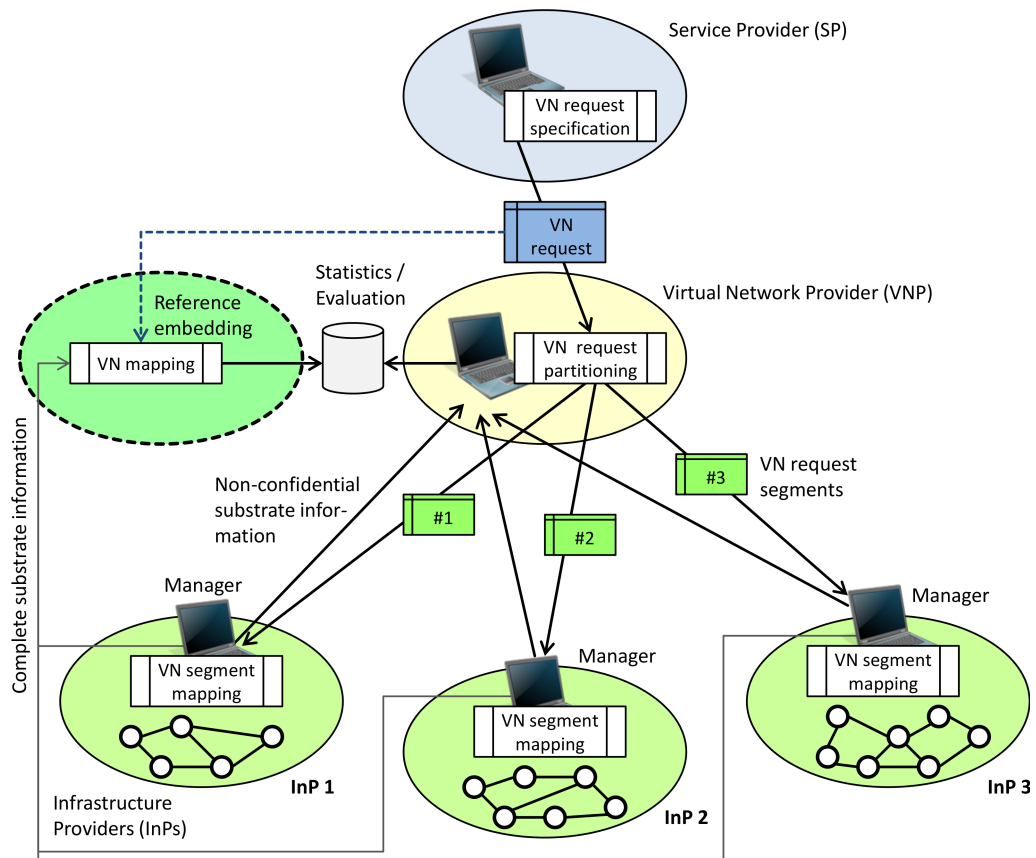 Service Provider (SP)
VN request
specification
VN
request
Statistics /
Evaluation
Virtual Network Provider (VNP)
Reference
embedding
VN mapping
VN  request
partitioning
Complete substrate information
Non-confidential
substrate infor-
mation
#1
#2
#3
VN request
segments
Manager
VN segment
mapping
InP 1
Manager
VN segment
mapping
InP 2
Manager
VN segment
mapping
InP 3
Infrastructure
Providers (InPs)